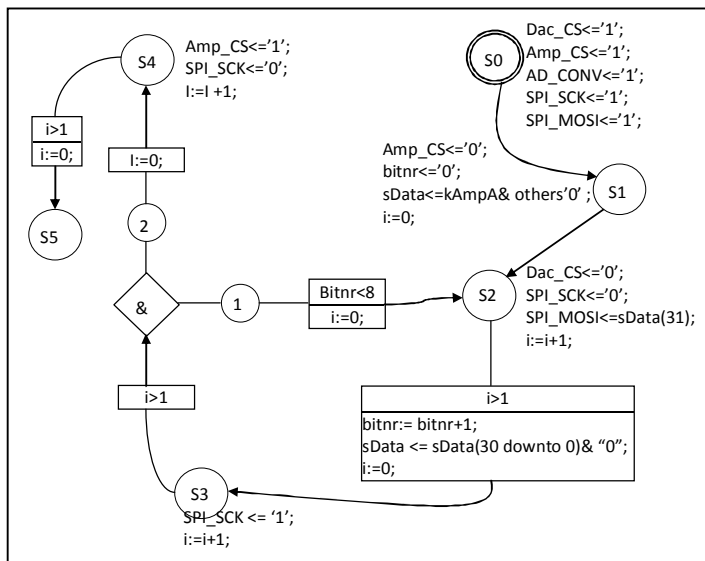 S4
Amp_CS<='1';
SPI_SCK<='0';
I:=I +1;
S0
Dac_CS<='1';
Amp_CS<='1';
AD_CONV<='1';
SPI_SCK<='1';
SPI_MOSI<='1';
i>1
i:=0;
I:=0;
Amp_CS<=’0’;
bitnr<=’0’;
sData<=kAmpA& others’0’ ;
i:=0;
S1
S5
2
&
1
Bitnr<8
i:=0;
S2
Dac_CS<=’0’;
SPI_SCK<=’0’;
SPI_MOSI<=sData(31);
i:=i+1;
i>1
i>1
bitnr:= bitnr+1;
sData <= sData(30 downto 0)& “0”;
i:=0;
S3
SPI_SCK <= ‘1’;
i:=i+1;